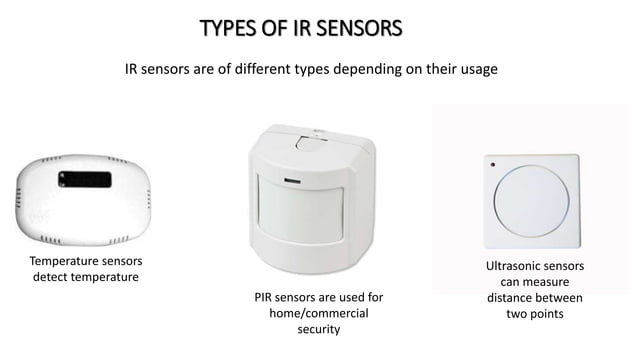 TYPES OF IR SENSORS
IR sensors are of different types depending on their usage
Temperature sensors
detect temperature
PIR sensors are used for
home/commercial
security
Ultrasonic sensors
can measure
distance between
two points